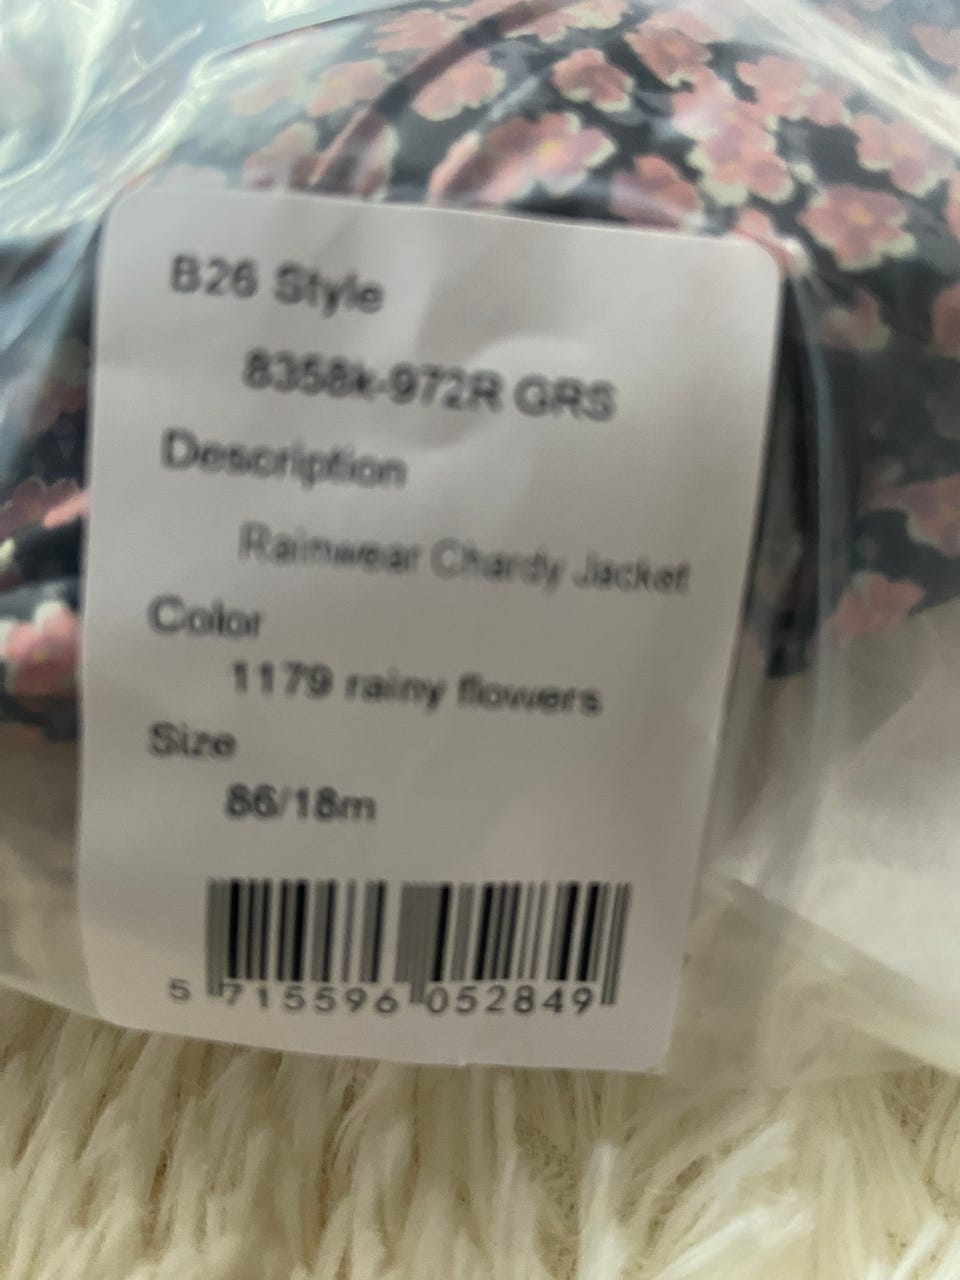 B26 Style
8358k-972R GRS
Description
Rainwear Chardy Jacket
Color
1179 rainy flowers
Size
86/18m
5 715596 052849